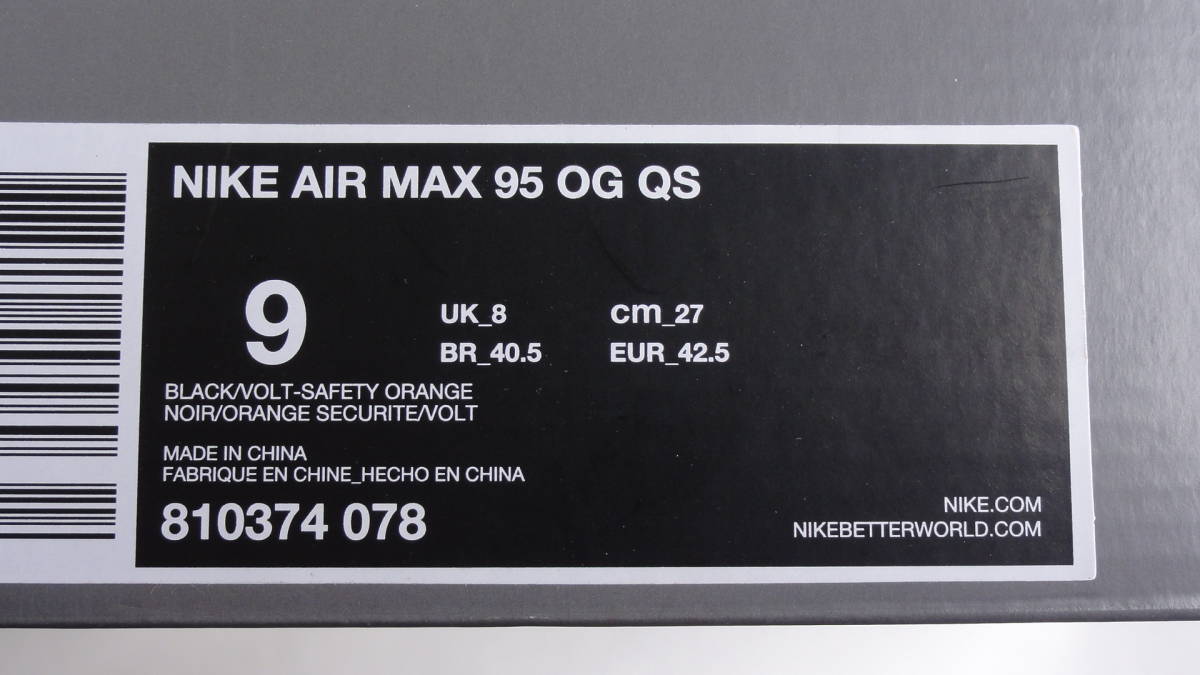 NIKE AIR MAX 95 OG QS
9
UK_8 cm_27
BR_40.5 EUR_42.5
BLACK/VOLT-SAFETY ORANGE
NOIR/ORANGE SECURITE/VOLT
MADE IN CHINA
FABRIQUE EN CHINE_HECHO EN CHINA
810374 078
NIKE.COM
NIKEBETTERWORLD.COM